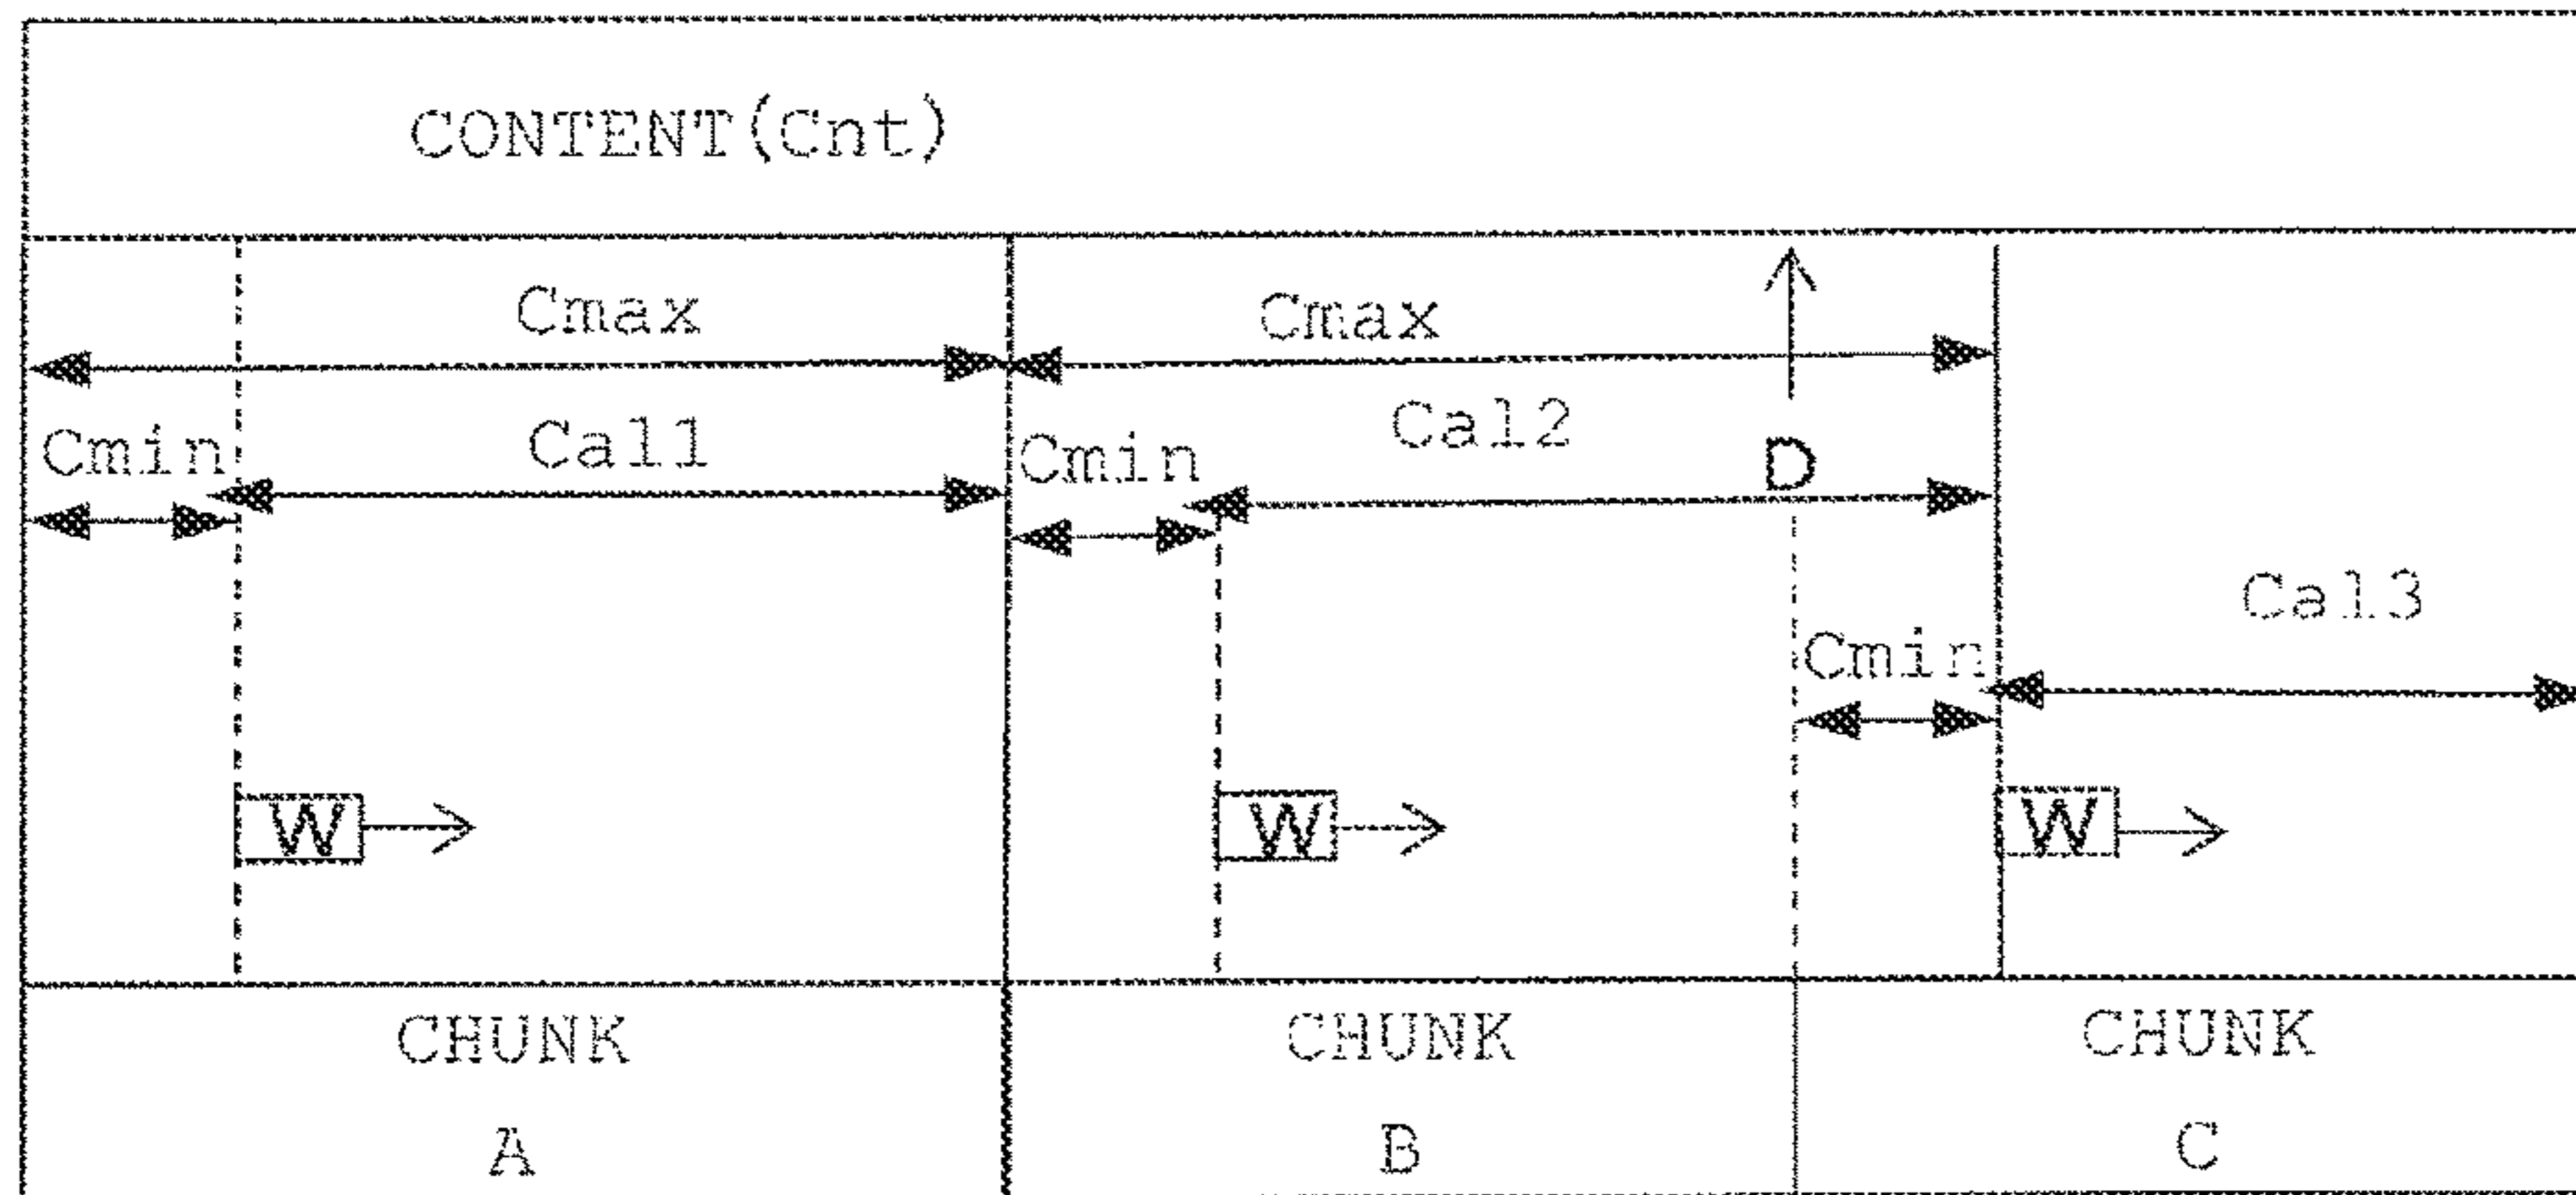 CONTENT(Cnt)
Cmax Cmax
Cmin Cal1 Cmin Cal2 D
Cmin Cal3
W W W
CHUNK CHUNK CHUNK
A B C